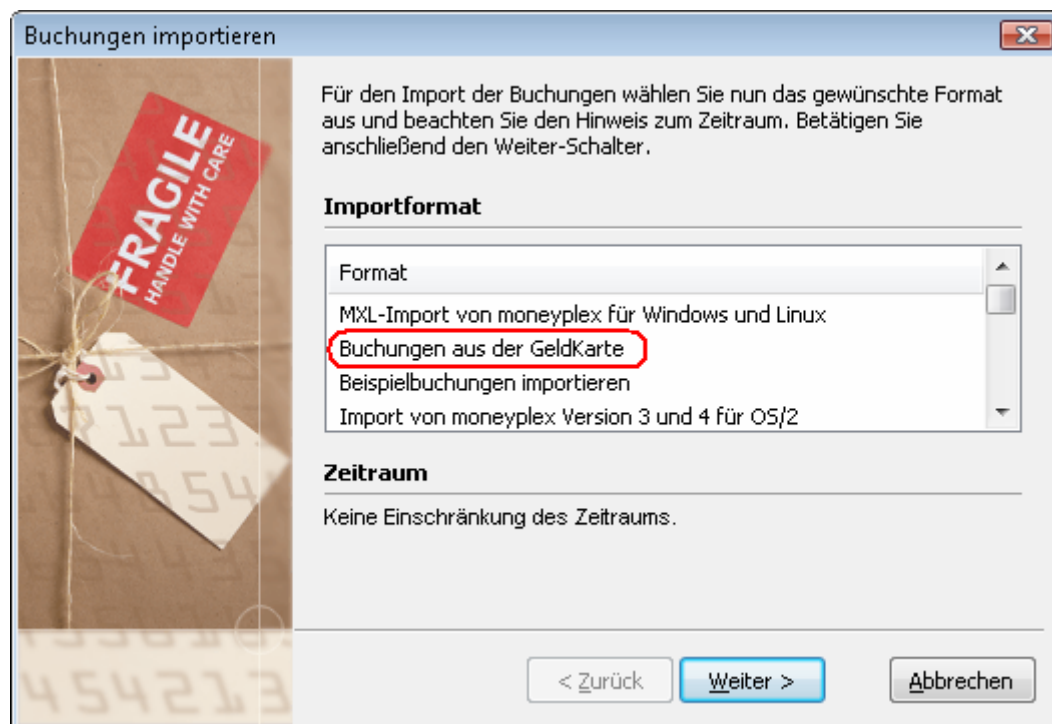 Buchungen importieren
Für den Import der Buchungen wählen Sie nun das gewünschte Format
aus und beachten Sie den Hinweis zum Zeitraum. Betätigen Sie
anschließend den Weiter-Schalter.
FRAGILE
HANDLE WITH CARE
Importformat
Format
MXL-Import von moneyplex für Windows und Linux
Buchungen aus der GeldKarte
Beispielbuchungen importieren
Import von moneyplex Version 3 und 4 für OS/2
Zeitraum
Keine Einschränkung des Zeitraums.
< Zurück
Weiter >
Abbrechen
454213